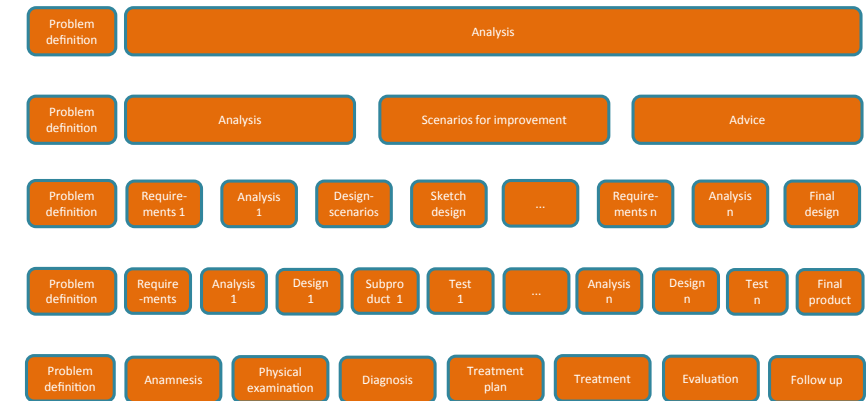 Problem
definition
Analysis
Problem
definition
Analysis
Scenarios for improvement
Advice
Problem
definition
Require-
ments 1
Analysis
1
Design-
scenarios
Sketch
design
...
Require-
ments n
Analysis
n
Final
design
Problem
definition
Require
-ments
Analysis
1
Design
1
Subpro
duct 1
Test
1
...
Analysis
n
Design
n
Test
n
Final
product
Problem
definition
Anamnesis
Physical
examination
Diagnosis
Treatment
plan
Treatment
Evaluation
Follow up